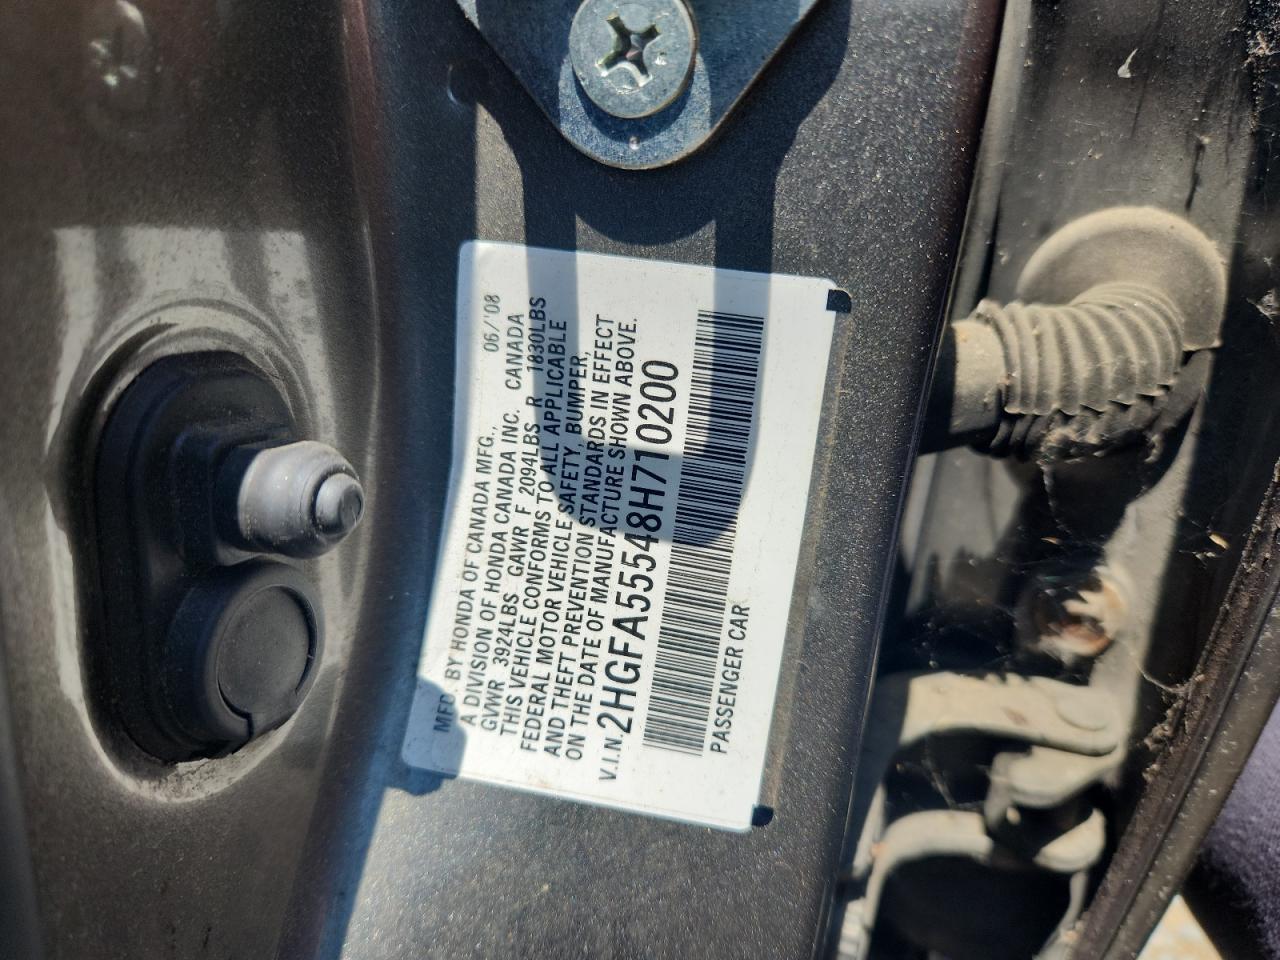 MFD. BY HONDA OF CANADA MFG., 06/'08
A DIVISION OF HONDA CANADA INC. CANADA
GVWR 3924LBS GAWR F 2094LBS R 1830LBS
THIS VEHICLE CONFORMS TO ALL APPLICABLE
FEDERAL MOTOR VEHICLE SAFETY, BUMPER,
AND THEFT PREVENTION STANDARDS IN EFFECT
ON THE DATE OF MANUFACTURE SHOWN ABOVE.
V.I.N. 2HGFA55548H710200
PASSENGER CAR